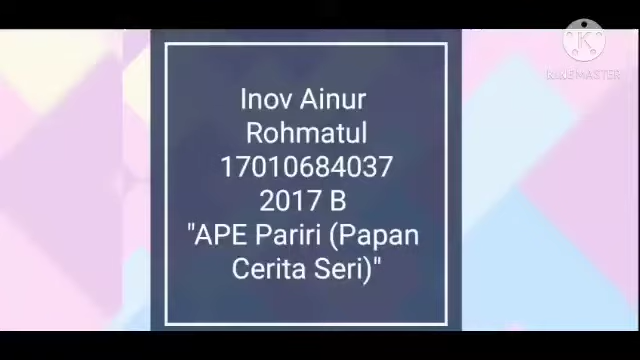 Inov Ainur
Rohmatul
17010684037
2017 B
"APE Pariri (Papan
Cerita Seri)"
K
KINEMASTER